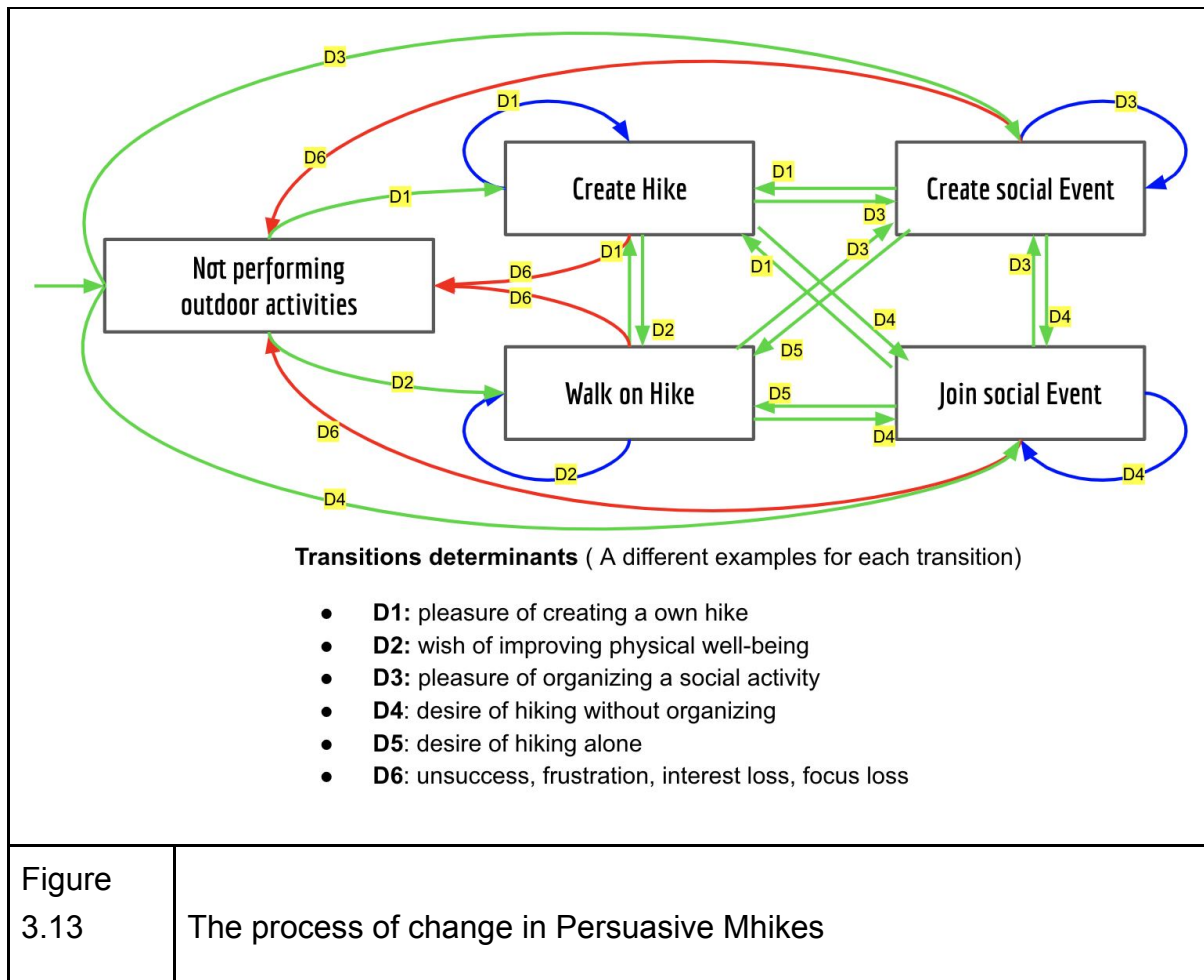 D3
D1
D3
D6
Create Hike
D1
Create social Event
D1
D3
Not performing
outdoor activities
D1
D3
D6
D1
D3
D6
D2
D4
D4
D5
D2
Walk on Hike
D5
Join social Event
D6
D4
D2
D4
D4
Transitions determinants ( A different examples for each transition)
● D1: pleasure of creating a own hike
● D2: wish of improving physical well-being
● D3: pleasure of organizing a social activity
● D4: desire of hiking without organizing
● D5: desire of hiking alone
● D6: unsuccess, frustration, interest loss, focus loss
Figure
3.13
The process of change in Persuasive Mhikes